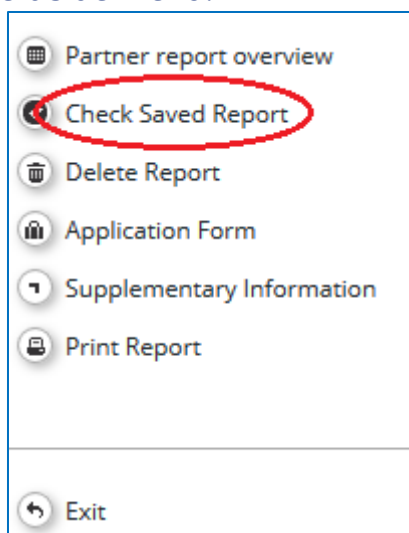 Partner report overview
Check Saved Report
Delete Report
Application Form
Supplementary Information
Print Report
Exit